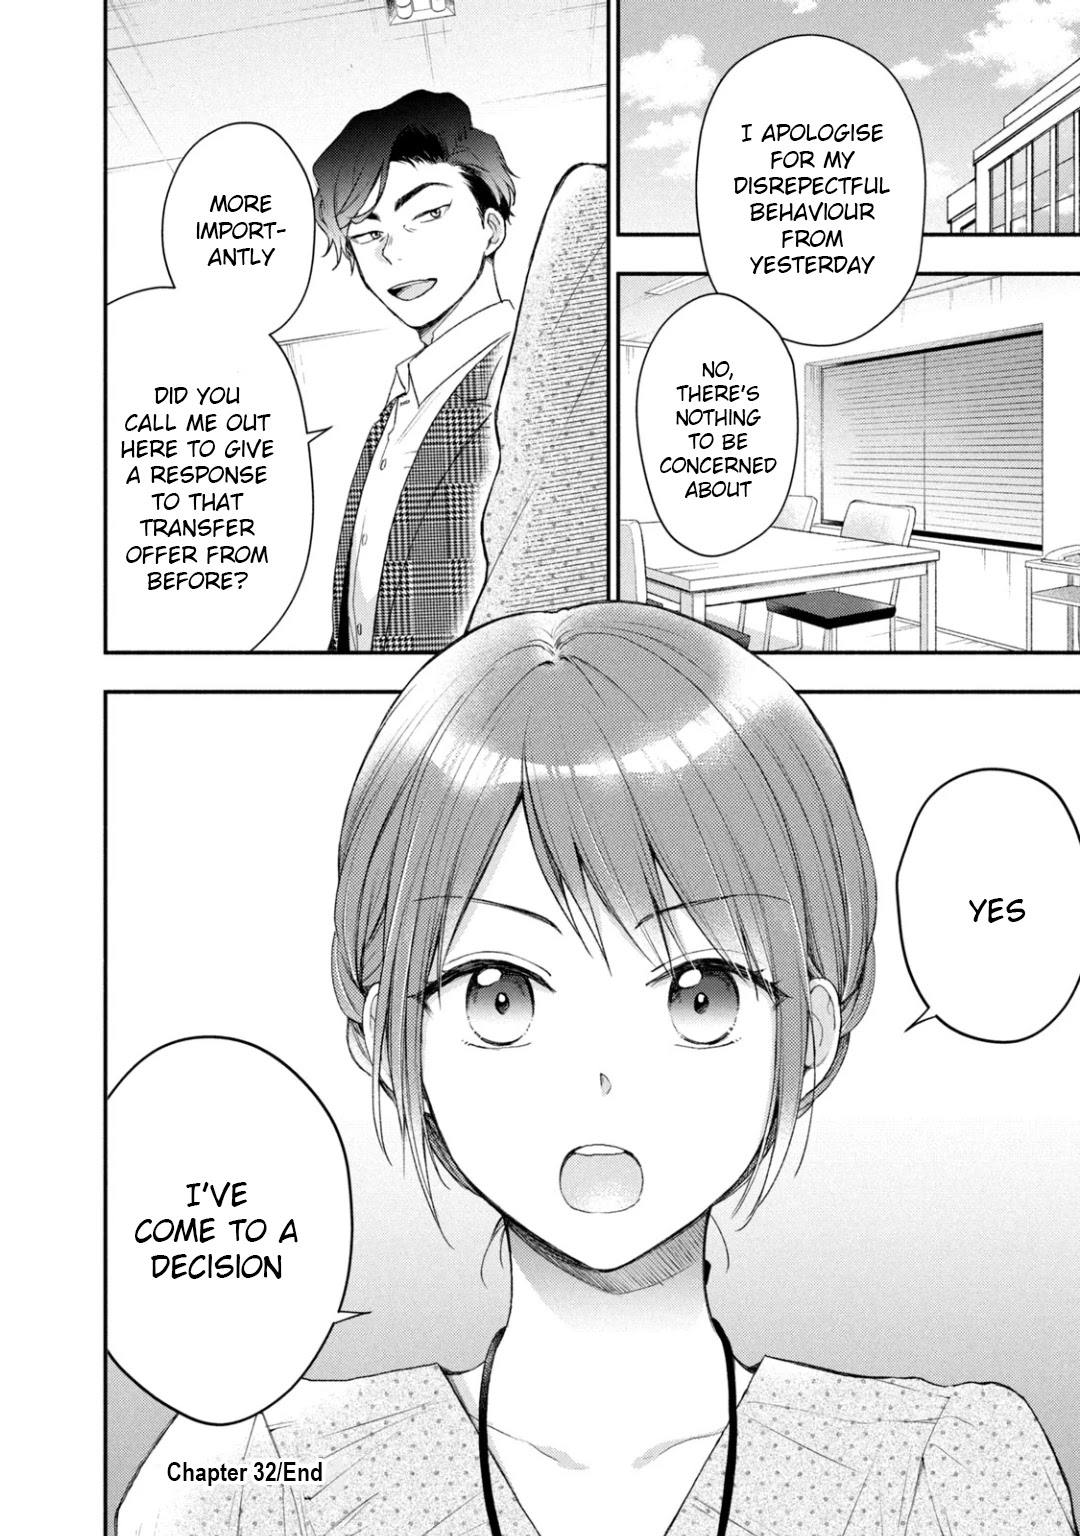 I APOLOGISE
FOR MY
DISREPECTFUL
BEHAVIOUR
FROM
YESTERDAY
NO,
THERE'S
NOTHING
TO BE
CONCERNED
ABOUT
MORE
IMPORT-
ANTLY
DID YOU
CALL ME OUT
HERE TO GIVE
A RESPONSE
TO THAT
TRANSFER
OFFER FROM
BEFORE?
YES
I'VE
COME TO A
DECISION
Chapter 32/End